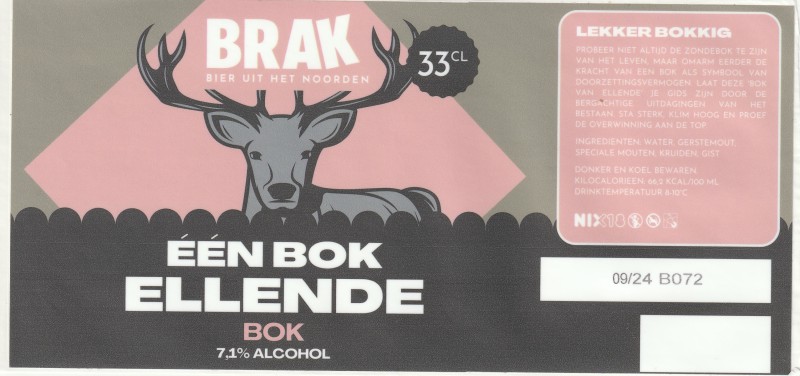 BRAK
BIER UIT HET NOORDEN
33CL
ÉÉN BOK
ELLENDE
BOK
7,1% ALCOHOL
LEKKER BOKKIG
PROBEER NIET ALTIJD DE ZONDEBOK TE ZIJN
VAN HET LEVEN, MAAR OMARM EERDER DE
KRACHT VAN EEN BOK ALS SYMBOOL VAN
DOORZETTINGSVERMOGEN. LAAT DEZE 'BOK
VAN ELLENDE' JE GIDS ZIJN DOOR DE
BERGACHTIGE UITDAGINGEN VAN HET
BESTAAN. STA STERK, KLIM HOOG EN PROEF
DE OVERWINNING AAN DE TOP
INGREDIENTEN: WATER, GERSTEMOUT,
SPECIALE MOUTEN, KRUIDEN, GIST
DONKER EN KOEL BEWAREN.
KILOCALORIEËN: 66,2 KCAL/100 ML
DRINKTEMPERATUUR 8-10°C
NIX18
09/24 B072